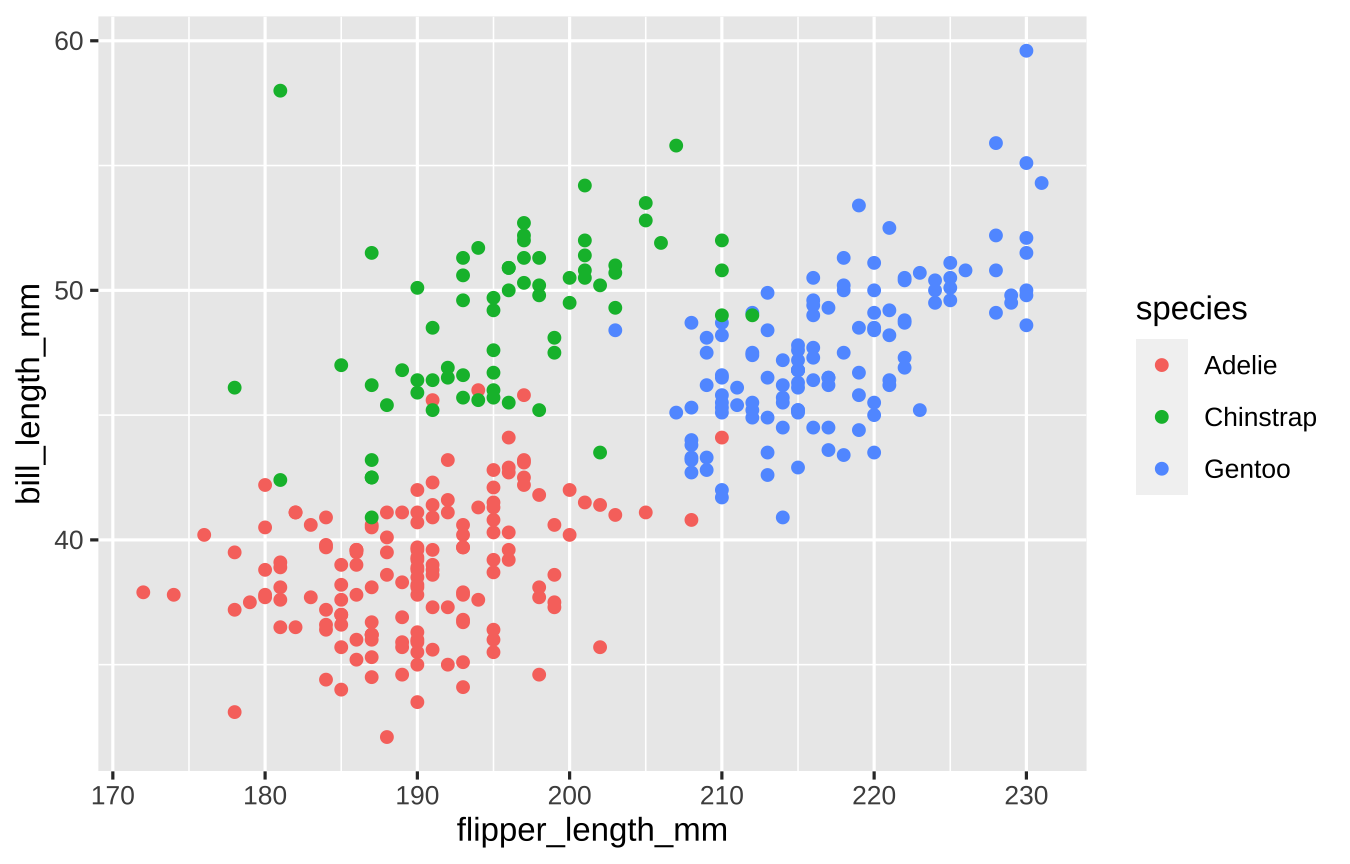 60
50
40
bill_length_mm
170 180 190 200 210 220 230
flipper_length_mm
species
Adelie
Chinstrap
Gentoo